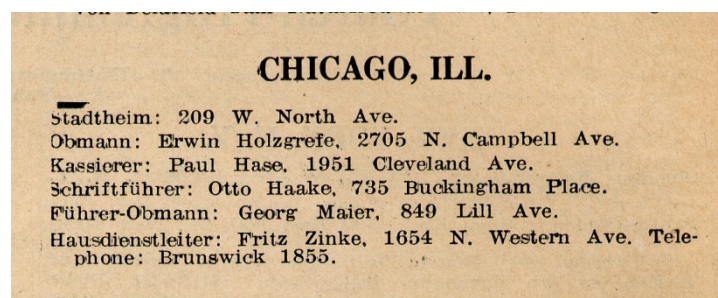 CHICAGO, ILL.
Stadtheim: 209 W. North Ave.
Obmann: Erwin Holzgrefe, 2705 N. Campbell Ave.
Kassierer: Paul Hase, 1951 Cleveland Ave.
Schriftführer: Otto Haake, 735 Buckingham Place.
Führer-Obmann: Georg Maier, 849 Lill Ave.
Hausdienstleiter: Fritz Zinke, 1654 N. Western Ave. Tele-
phone: Brunswick 1855.